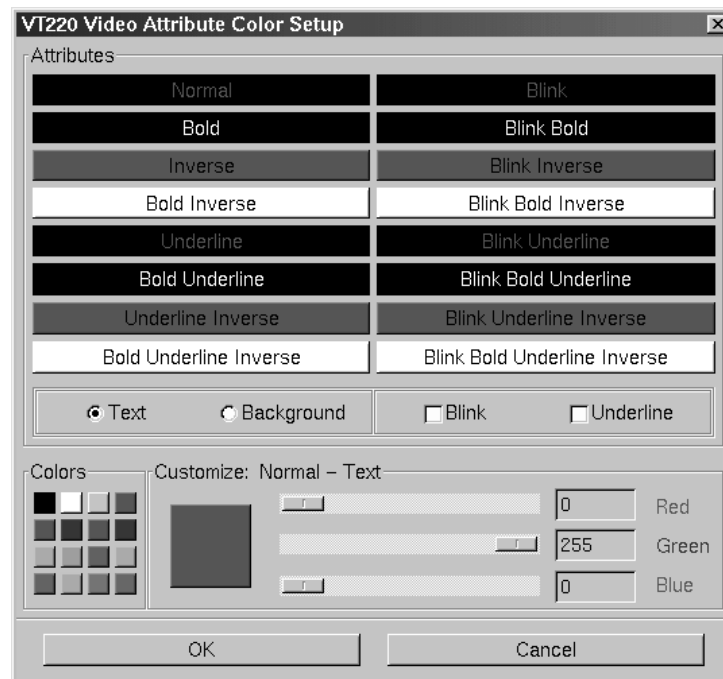 VT220 Video Attribute Color Setup
Attributes
Normal Blink
Bold Blink Bold
Inverse Blink Inverse
Bold Inverse Blink Bold Inverse
Underline Blink Underline
Bold Underline Blink Bold Underline
Underline Inverse Blink Underline Inverse
Bold Underline Inverse Blink Bold Underline Inverse
Text Background Blink Underline
Colors Customize: Normal – Text
0 Red
255 Green
0 Blue
OK Cancel